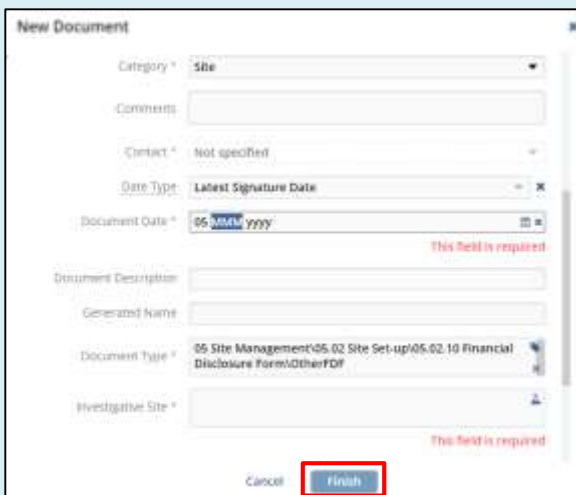 New Document
Category * Site
Comments
Contact * Not specified
Date Type Latest Signature Date
Document Date * 05 MMM yyyy
This field is required
Document Description
Generated Name
Document Type * 05 Site Management\05.02 Site Set-up\05.02.10 Financial
Disclosure Form\OtherFDF
Investigative Site *
This field is required
Cancel Finish